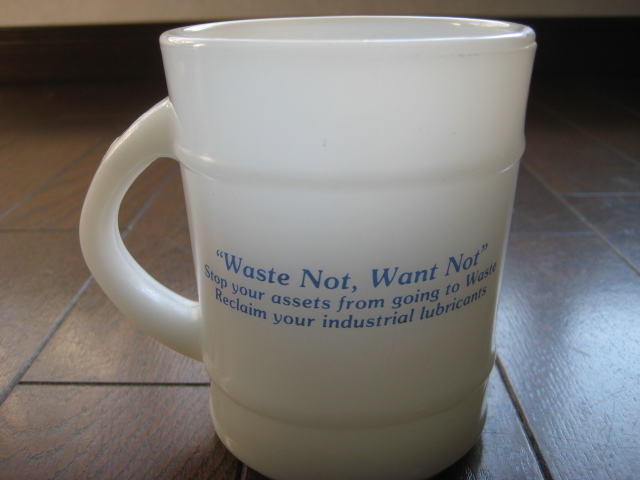 “Waste Not, Want Not”
Stop your assets from going to Waste
Reclaim your industrial lubricants